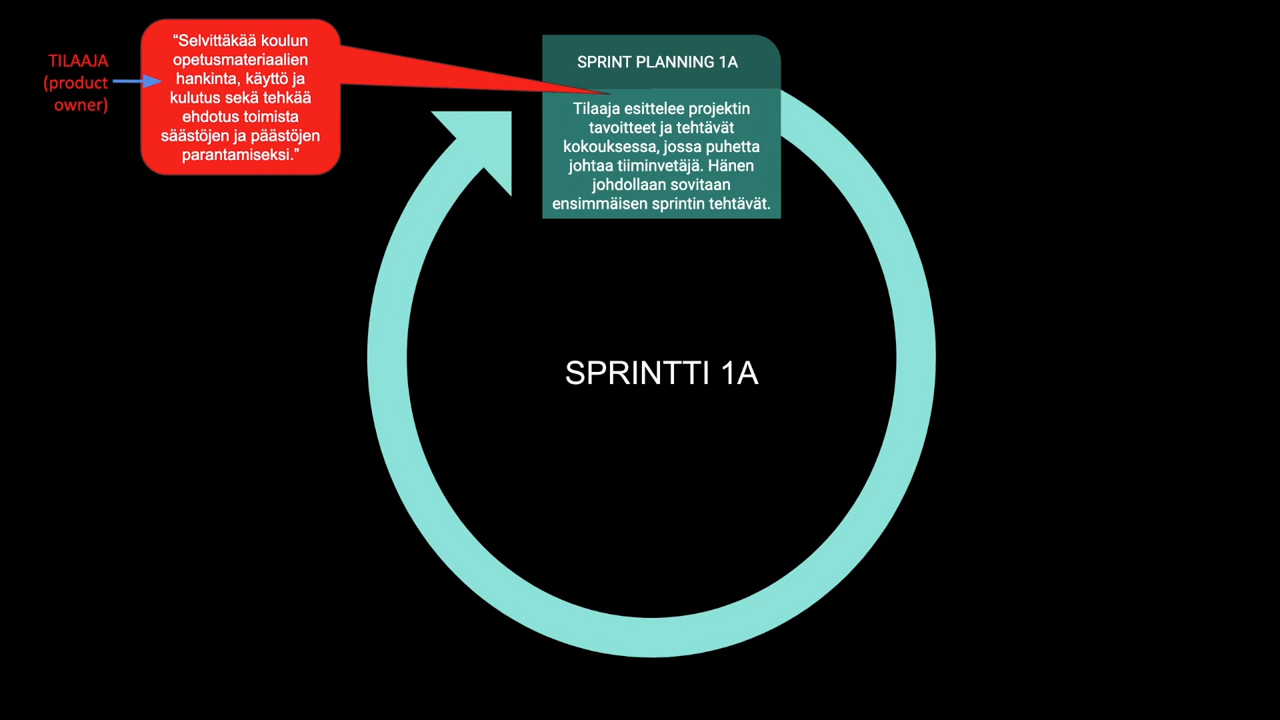 TILAAJA
(product
owner)
“Selvittäkää koulun
opetusmateriaalien
hankinta, käyttö ja
kulutus sekä tehkää
ehdotus toimista
säästöjen ja päästöjen
parantamiseksi.”
SPRINT PLANNING 1A
Tilaaja esittelee projektin
tavoitteet ja tehtävät
kokouksessa, jossa puhetta
johtaa tiiminvetäjä. Hänen
johdollaan sovitaan
ensimmäisen sprintin tehtävät.
SPRINTTI 1A